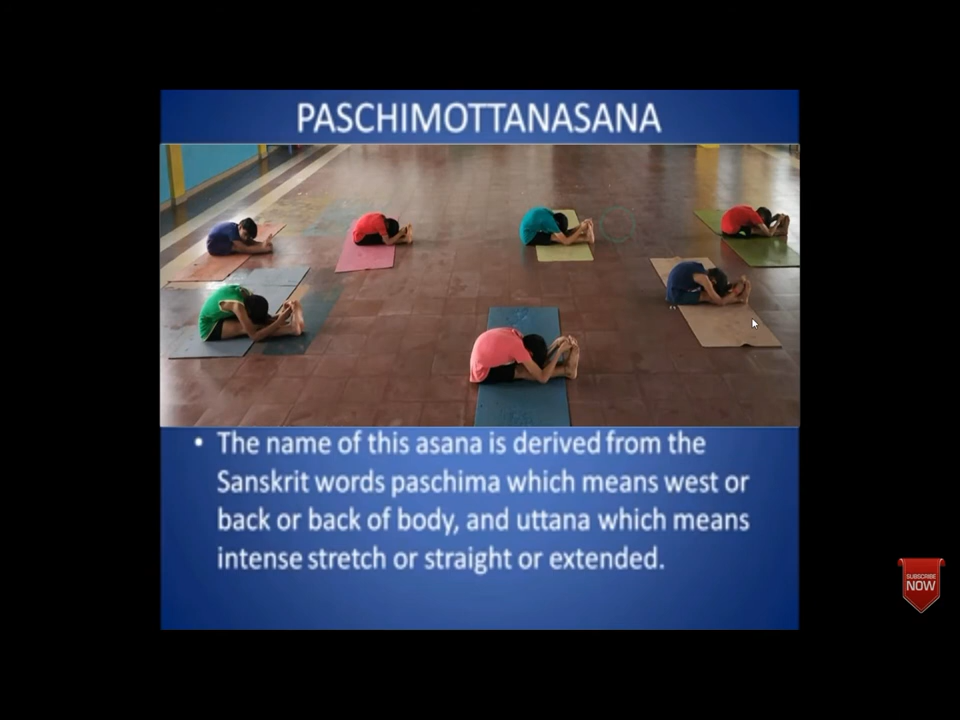 PASCHIMOTTANASANA
• The name of this asana is derived from the
Sanskrit words paschima which means west or
back or back of body, and uttana which means
intense stretch or straight or extended.
SUBSCRIBE
NOW